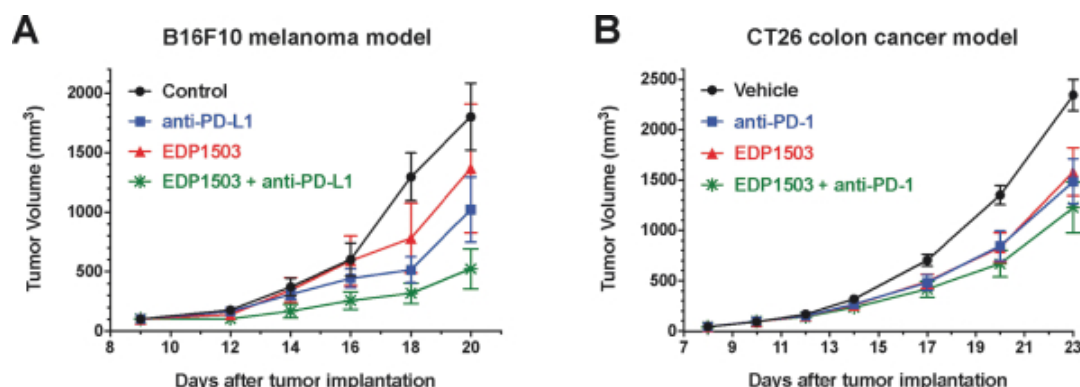 A
B16F10 melanoma model
Tumor Volume (mm³)
2000
1500
1000
500
0
Control
anti-PD-L1
EDP1503
EDP1503 + anti-PD-L1
8 10 12 14 16 18 20
Days after tumor implantation
B
CT26 colon cancer model
Tumor Volume (mm³)
2500
2000
1500
1000
500
0
Vehicle
anti-PD-1
EDP1503
EDP1503 + anti-PD-1
7 9 11 13 15 17 19 21 23
Days after tumor implantation